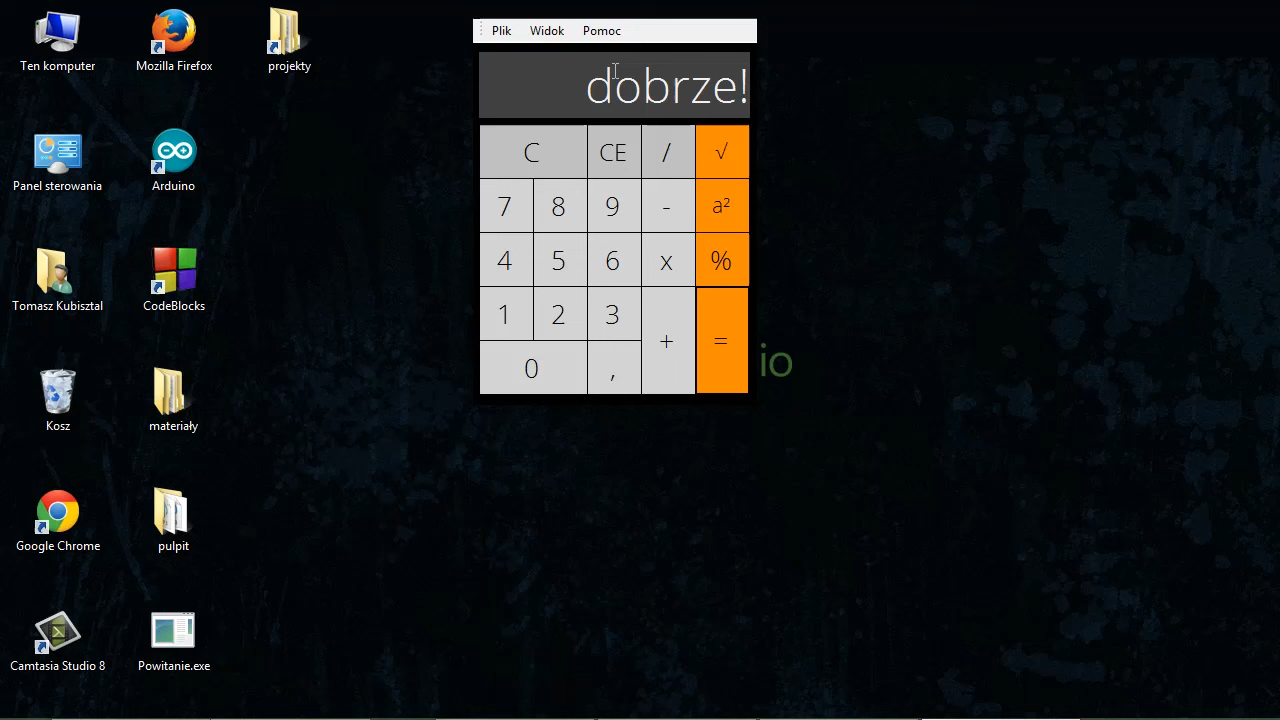 Ten komputer
Mozilla Firefox
projekty
Panel sterowania
Arduino
Tomasz Kubisztal
CodeBlocks
Kosz
materiały
Google Chrome
pulpit
Camtasia Studio 8
Powitanie.exe
Plik Widok Pomoc
dobrze!
C CE / √
7 8 9 - a²
4 5 6 x %
1 2 3 + =
0 ,
io